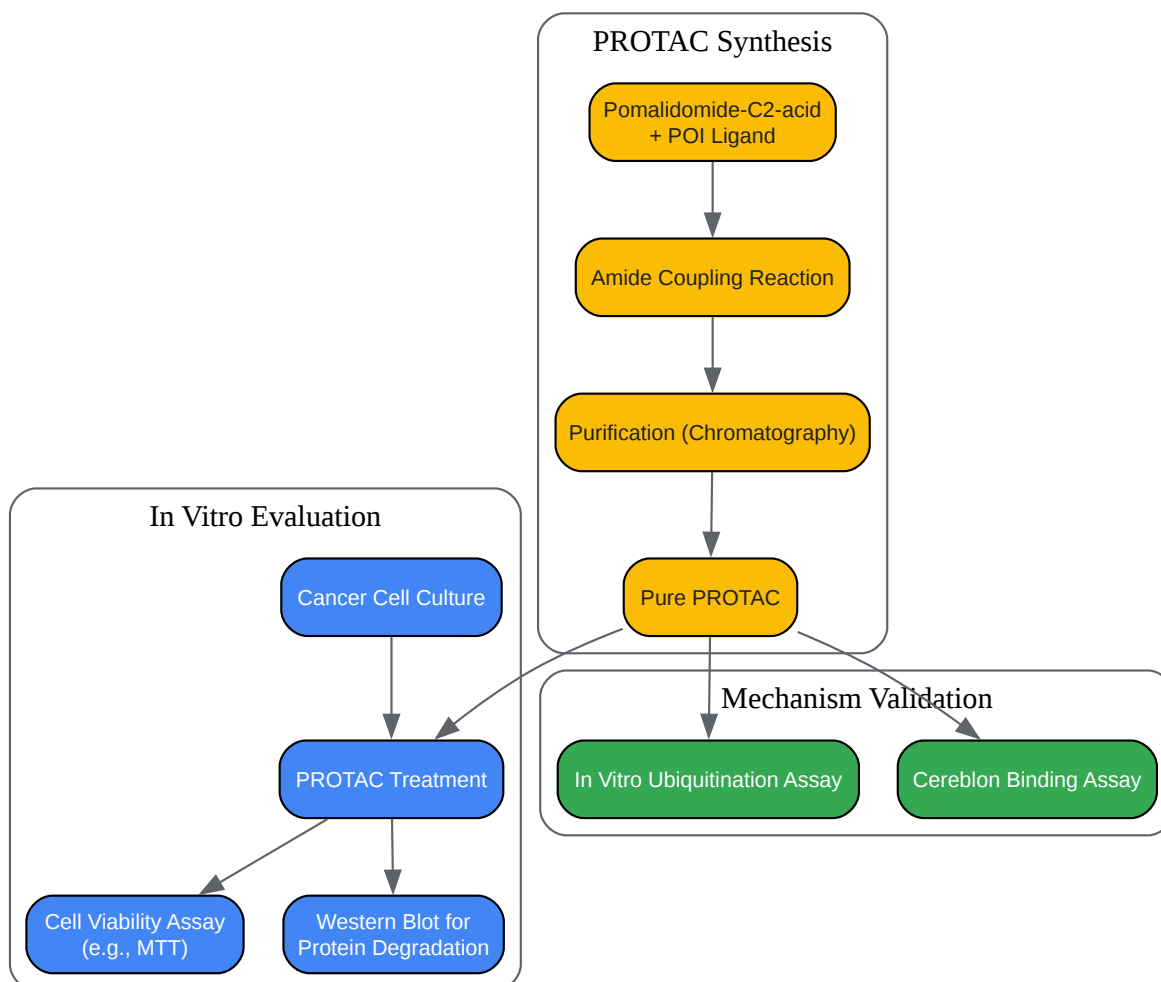 PROTAC Synthesis
Pomalidomide-C2-acid
+ POI Ligand
Amide Coupling Reaction
Purification (Chromatography)
Pure PROTAC
In Vitro Evaluation
Cancer Cell Culture
PROTAC Treatment
Cell Viability Assay
(e.g., MTT)
Western Blot for
Protein Degradation
Mechanism Validation
In Vitro Ubiquitination Assay
Cereblon Binding Assay